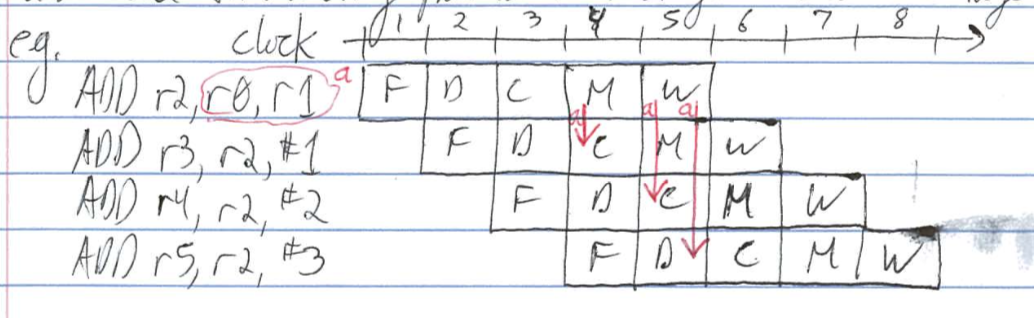 eg. clock 1 2 3 4 5 6 7 8
ADD r2, r0, r1 a F D C M W
ADD r3, r2, #1 F D a C a M a W
ADD r4, r2, #2 F D C M W
ADD r5, r2, #3 F D C M W